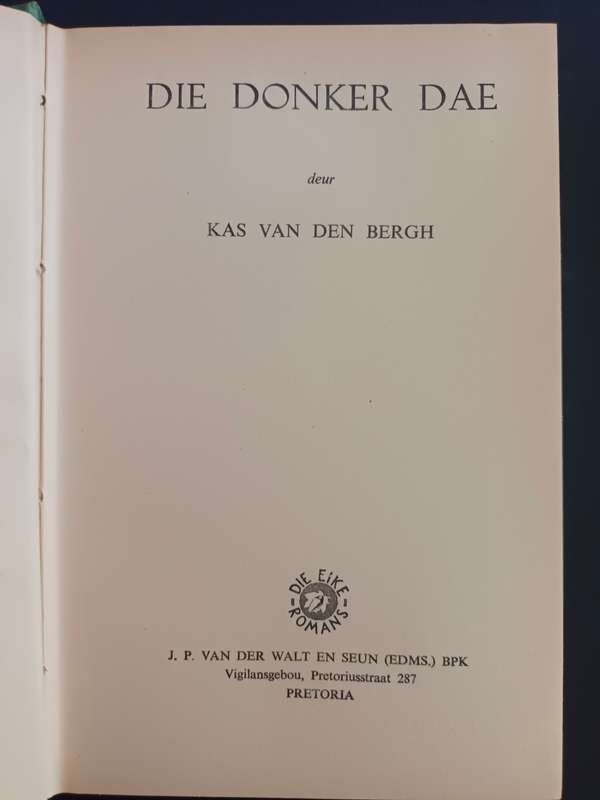 DIE DONKER DAE
deur
KAS VAN DEN BERGH
DIE EIKE
ROMANS
J. P. VAN DER WALT EN SEUN (EDMS.) BPK
Vigilansgebou, Pretoriusstraat 287
PRETORIA